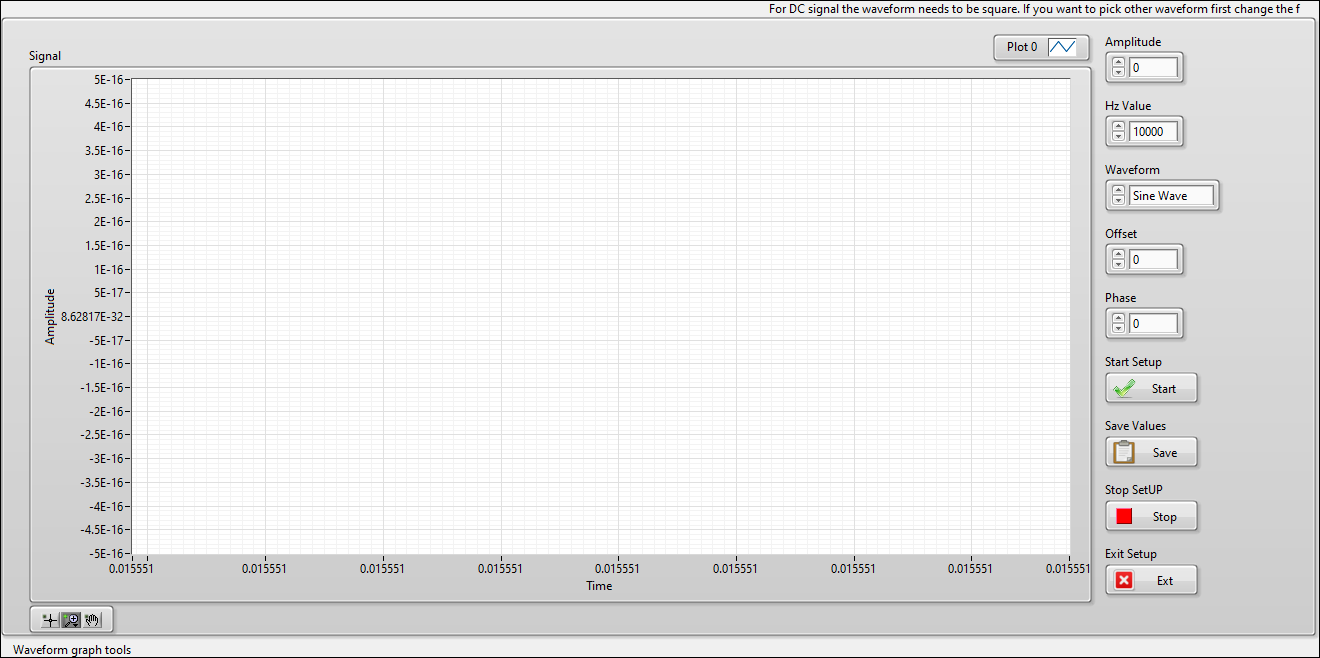 For DC signal the waveform needs to be square. If you want to pick other waveform first change the f
Signal
Plot 0
5E-16
4.5E-16
4E-16
3.5E-16
3E-16
2.5E-16
2E-16
1.5E-16
1E-16
5E-17
8.62817E-32
-5E-17
-1E-16
-1.5E-16
-2E-16
-2.5E-16
-3E-16
-3.5E-16
-4E-16
-4.5E-16
-5E-16
Amplitude
0.015551 0.015551 0.015551 0.015551 0.015551 0.015551 0.015551 0.015551 0.015551
Time
Amplitude
0
Hz Value
10000
Waveform
Sine Wave
Offset
0
Phase
0
Start Setup
Start
Save Values
Save
Stop SetUP
Stop
Exit Setup
Ext
Waveform graph tools